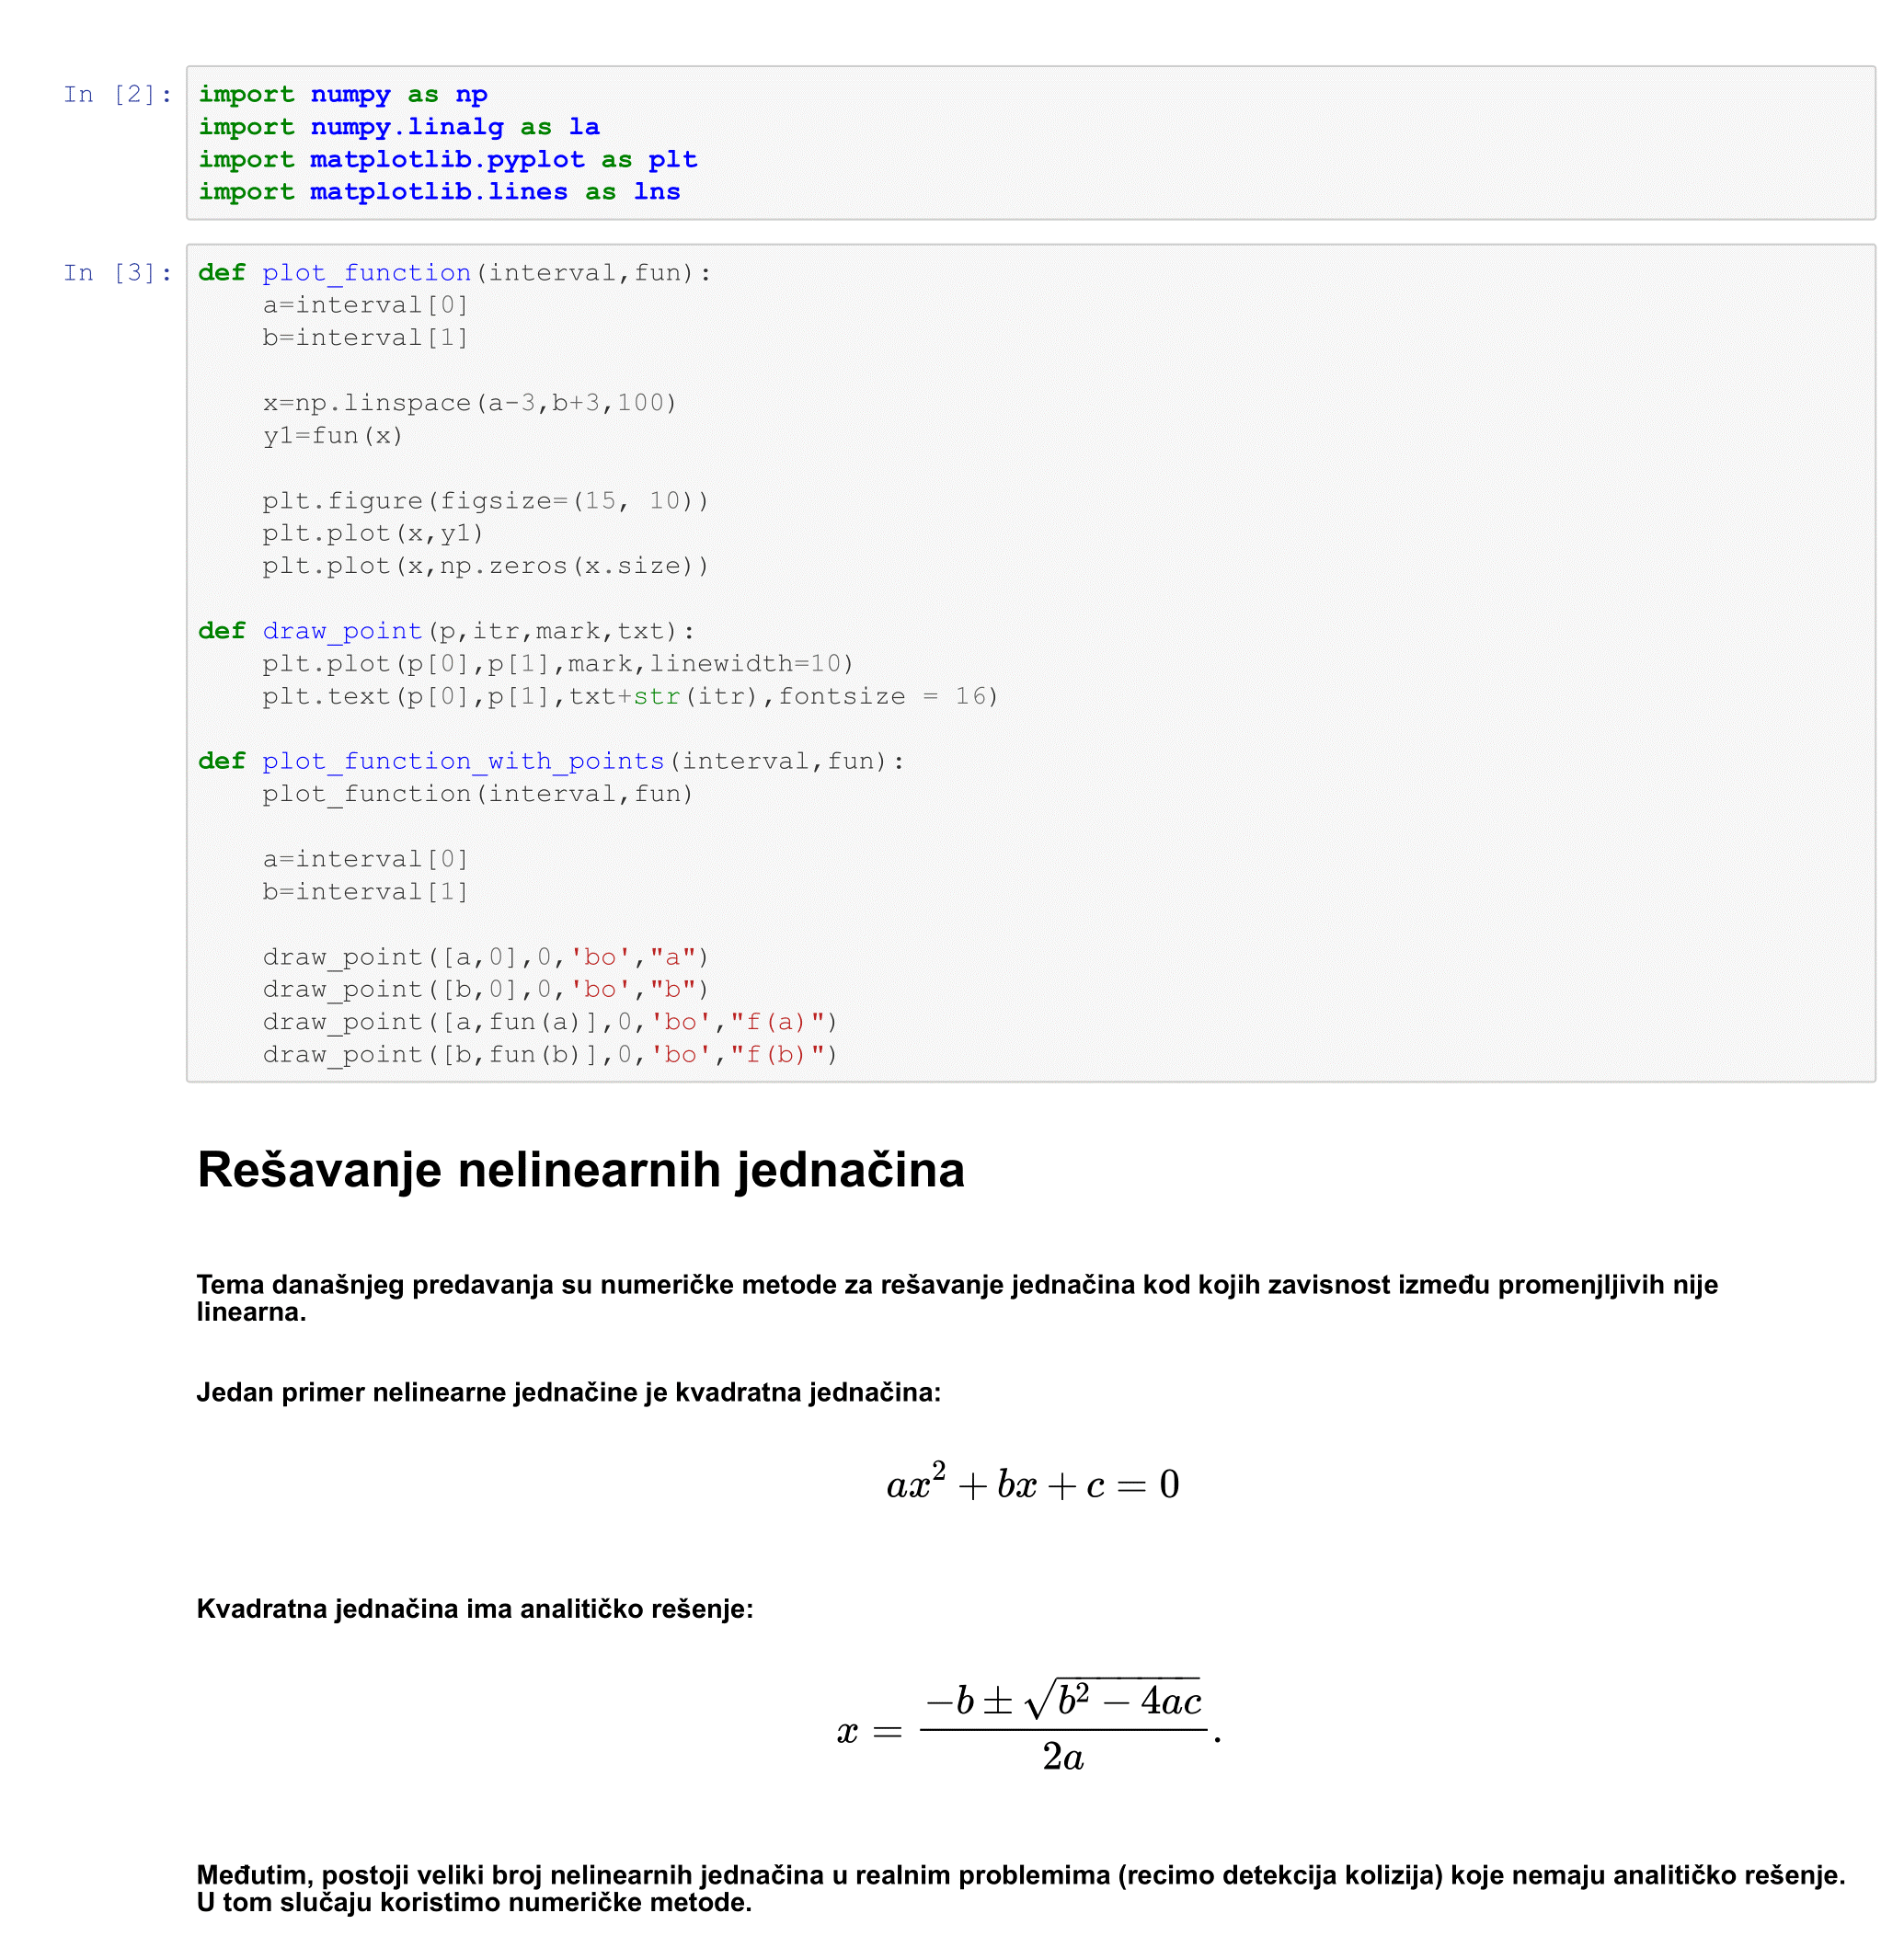 In [2]: import numpy as np
import numpy.linalg as la
import matplotlib.pyplot as plt
import matplotlib.lines as lns
In [3]: def plot_function(interval,fun):
    a=interval[0]
    b=interval[1]
    x=np.linspace(a-3,b+3,100)
    y1=fun(x)
    plt.figure(figsize=(15, 10))
    plt.plot(x,y1)
    plt.plot(x,np.zeros(x.size))
def draw_point(p,itr,mark,txt):
    plt.plot(p[0],p[1],mark,linewidth=10)
    plt.text(p[0],p[1],txt+str(itr),fontsize = 16)
def plot_function_with_points(interval,fun):
    plot_function(interval,fun)
    a=interval[0]
    b=interval[1]
    draw_point([a,0],0,'bo',"a")
    draw_point([b,0],0,'bo',"b")
    draw_point([a,fun(a)],0,'bo',"f(a)")
    draw_point([b,fun(b)],0,'bo',"f(b)")
Rešavanje nelinearnih jednačina
Tema današnjeg predavanja su numeričke metode za rešavanje jednačina kod kojih zavisnost između promenjljivih nije
linearna.
Jedan primer nelinearne jednačine je kvadratna jednačina:
ax² + bx + c = 0
Kvadratna jednačina ima analitičko rešenje:
x = \frac{-b ± \sqrt{b² − 4ac}}{2a}.
Međutim, postoji veliki broj nelinearnih jednačina u realnim problemima (recimo detekcija kolizija) koje nemaju analitičko rešenje.
U tom slučaju koristimo numeričke metode.